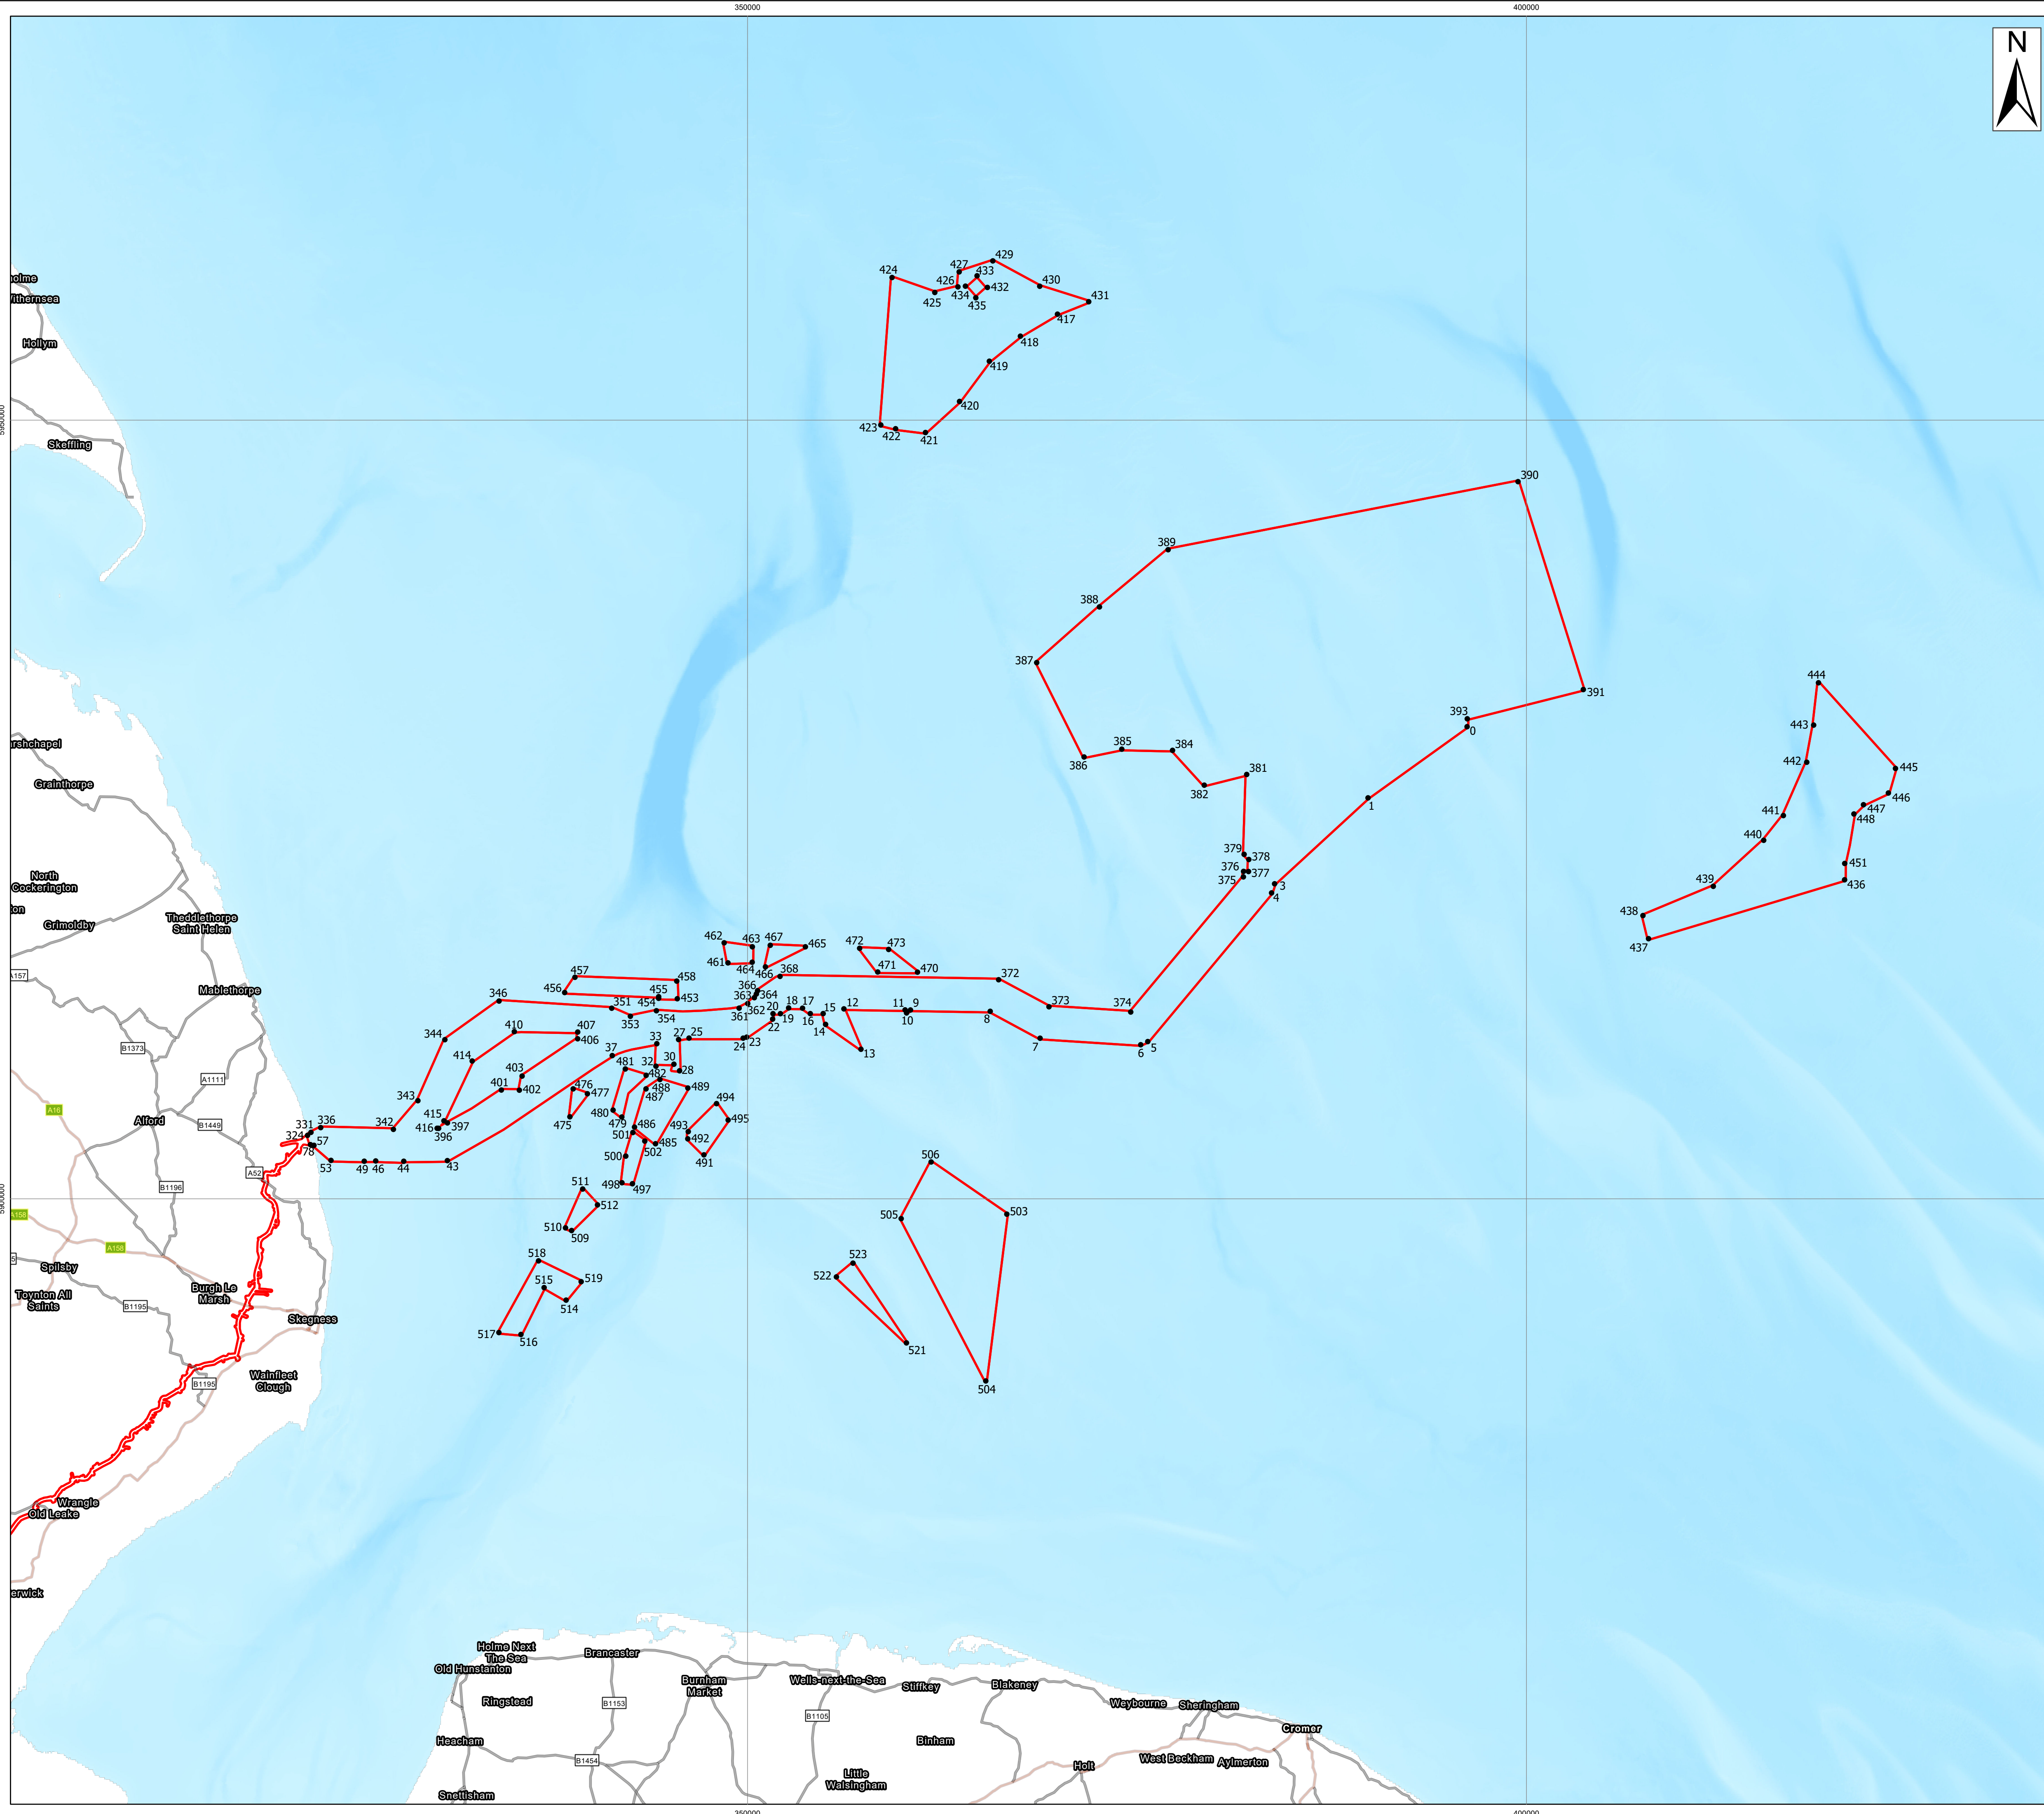 350000
400000
N
429
424
427
433
426
430
432
434
431
425
435
417
418
419
420
423
422
421
5950000
olme
Withernsea
Hollym
Skeffling
390
389
388
387
391
393
0
385
384
386
381
382
1
379
378
376
377
375
3
4
444
443
442
445
446
447
441
448
440
451
439
436
438
437
rshchapel
Grainthorpe
North
Cockerington
ton
Grimoldby
Theddlethorpe
Saint Helen
A157
Mablethorpe
462
463
467
465
461
464
466
472
473
471
470
368
372
457
458
456
455
454
453
346
351
353
354
366
363
364
362
361
373
374
18
17
20
19
16
15
22
14
12
11
9
10
8
13
344
410
407
406
27
25
24
23
7
6
5
33
37
414
30
32
28
481
482
403
401
402
476
477
488
487
489
343
B1373
A1111
A16
Alford
B1449
480
479
475
494
495
415
416
397
396
486
493
331
336
342
324
57
501
485
492
78
502
53
49
46
44
43
500
491
506
A52
B1196
498
497
511
512
5900000
A158
505
503
510
509
A158
518
523
Spilsby
515
519
522
Burgh Le
Marsh
Toynton All
Saints
B1195
514
Skegness
517
516
521
Wainfleet
Clough
B1195
504
Wrangle
Old Leake
erwick
Holme Next
The Sea
Brancaster
Old Hunstanton
Burnham
Market
Wells-next-the-Sea
Stiffkey
Blakeney
Ringstead
B1153
B1105
Weybourne
Sheringham
Cromer
Heacham
Binham
B1454
West Beckham
Aylmerton
Holt
Little
Walsingham
Snettisham
350000
400000